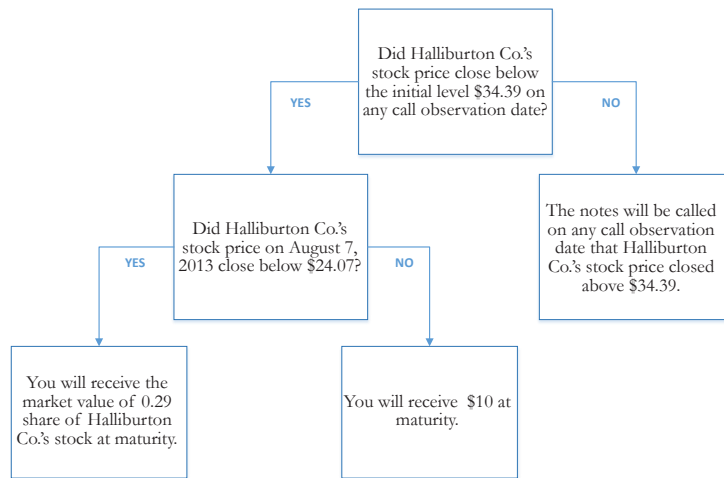 Did Halliburton Co.'s
stock price close below
the initial level $34.39 on
any call observation date?
YES
NO
Did Halliburton Co.'s
stock price on August 7,
2013 close below $24.07?
The notes will be called
on any call observation
date that Halliburton
Co.'s stock price closed
above $34.39.
YES
NO
You will receive the
market value of 0.29
share of Halliburton
Co.'s stock at maturity.
You will receive $10 at
maturity.